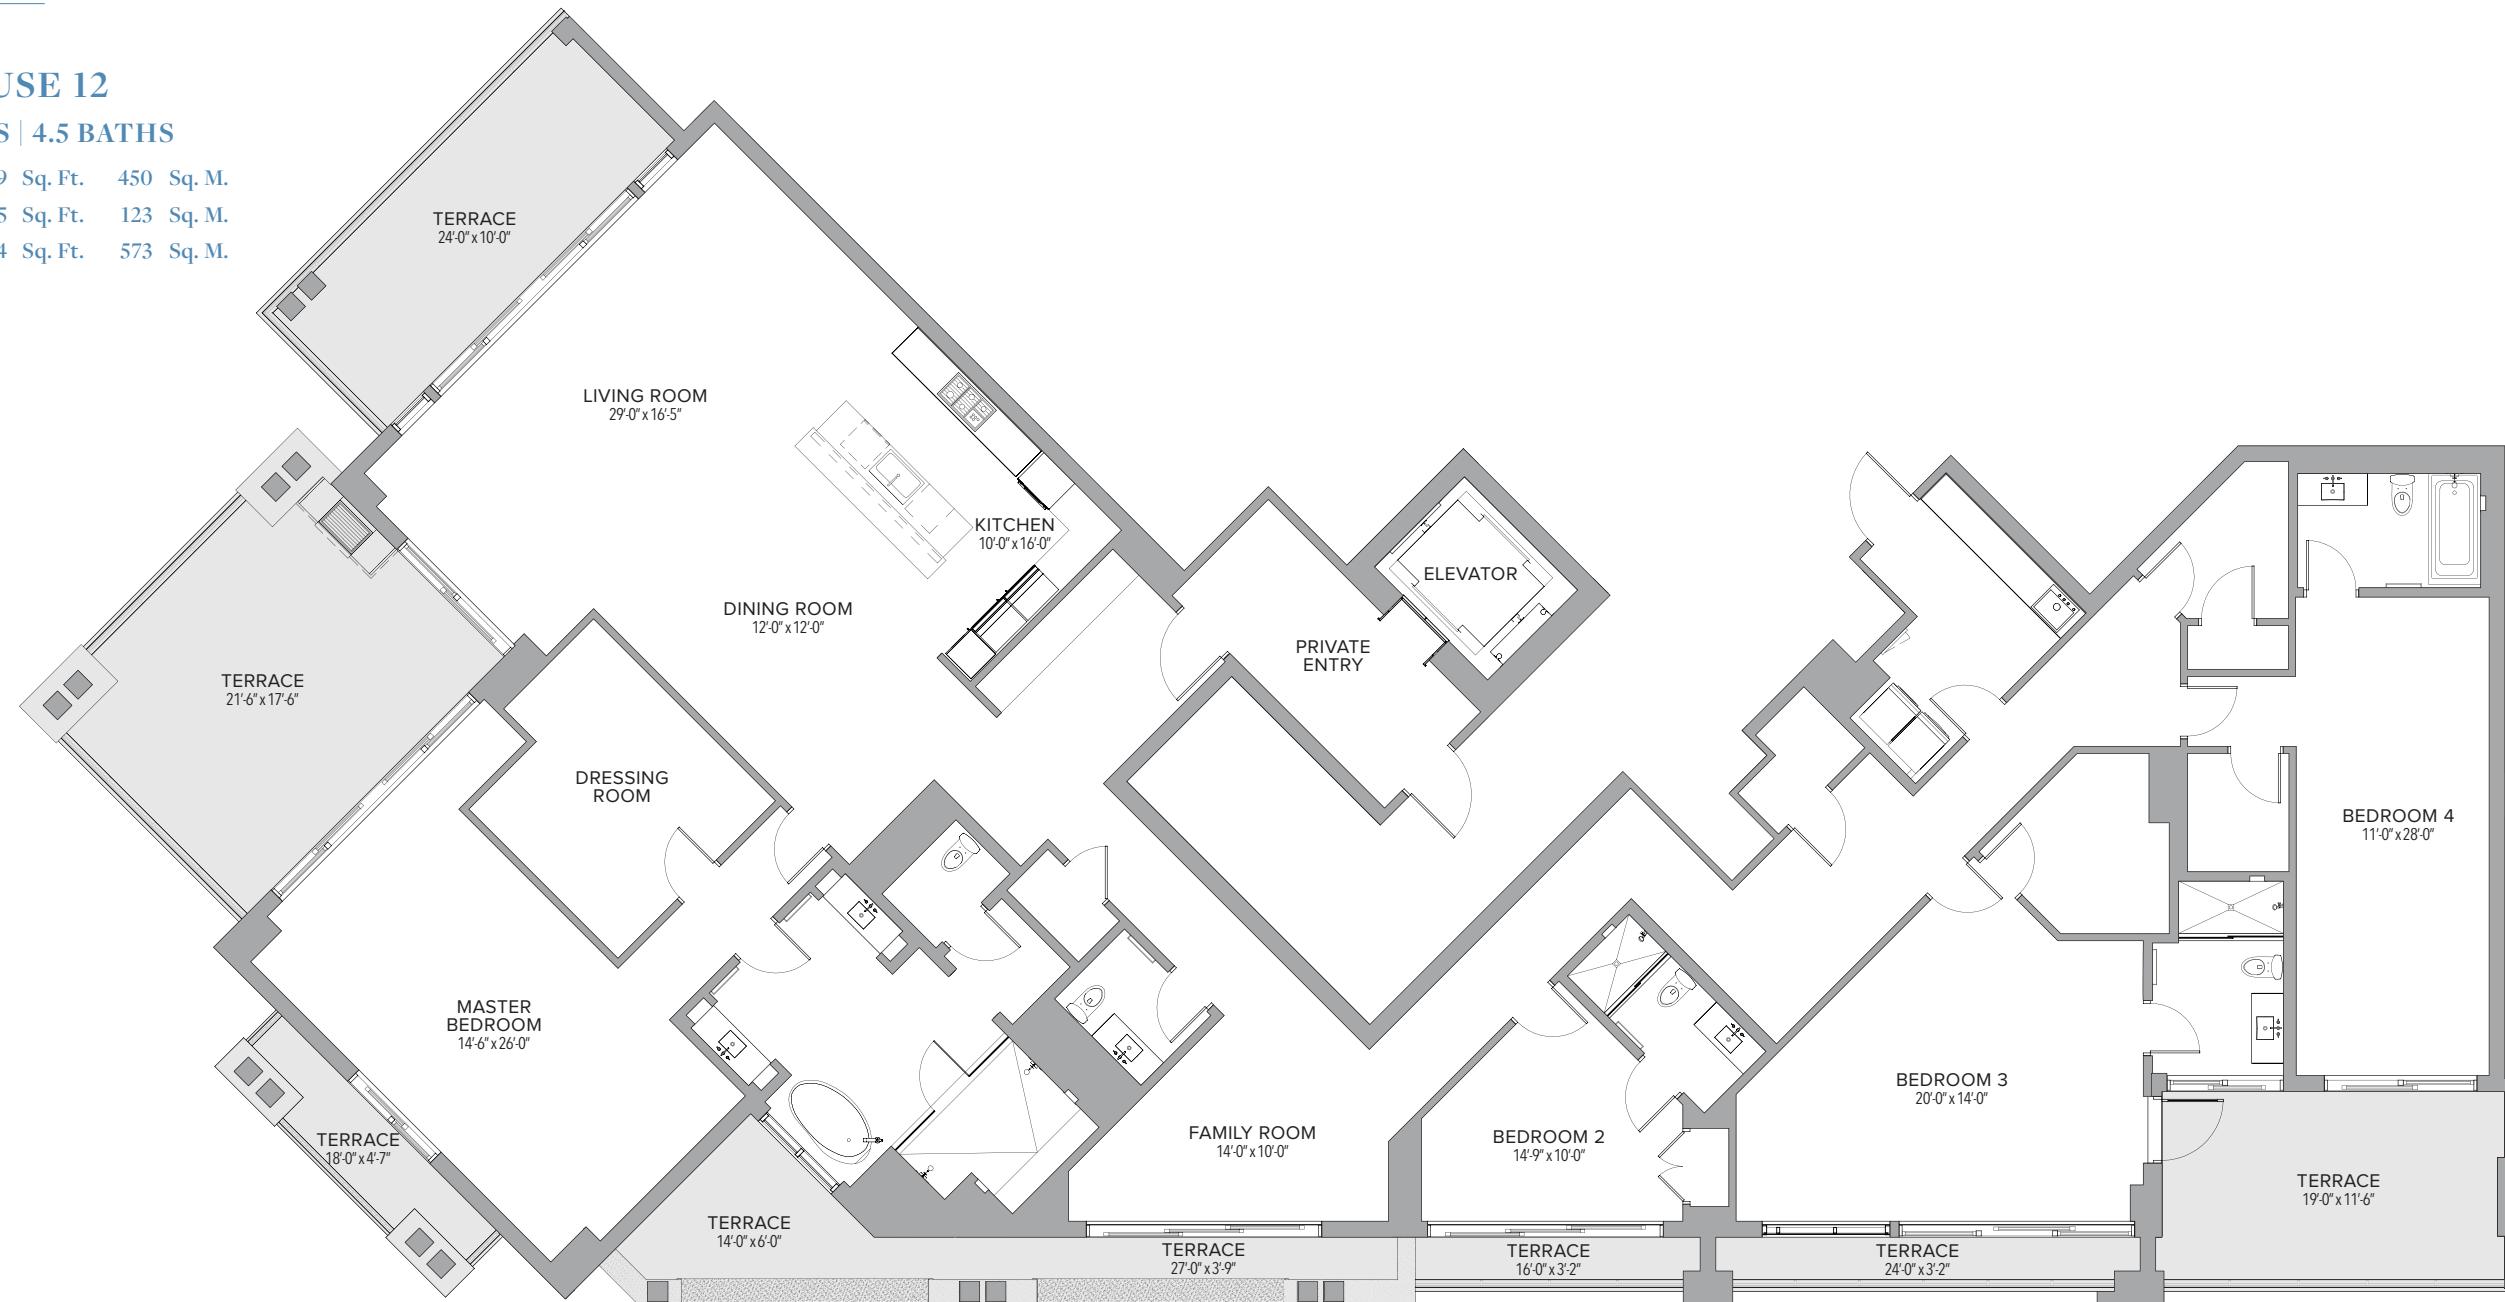 USE 12
S | 4.5 BATHS
9 Sq. Ft. 450 Sq. M.
5 Sq. Ft. 123 Sq. M.
4 Sq. Ft. 573 Sq. M.
TERRACE
24'-0" x 10'-0"
LIVING ROOM
29'-0" x 16'-5"
KITCHEN
10'-0" x 16'-0"
ELEVATOR
DINING ROOM
12'-0" x 12'-0"
PRIVATE
ENTRY
TERRACE
21'-6" x 17'-6"
DRESSING
ROOM
BEDROOM 4
11'-0" x 28'-0"
MASTER
BEDROOM
14'-6" x 26'-0"
BEDROOM 3
20'-0" x 14'-0"
FAMILY ROOM
14'-0" x 10'-0"
BEDROOM 2
14'-9" x 10'-0"
TERRACE
18'-0" x 4'-7"
TERRACE
19'-0" x 11'-6"
TERRACE
14'-0" x 6'-0"
TERRACE
27'-0" x 3'-9"
TERRACE
16'-0" x 3'-2"
TERRACE
24'-0" x 3'-2"